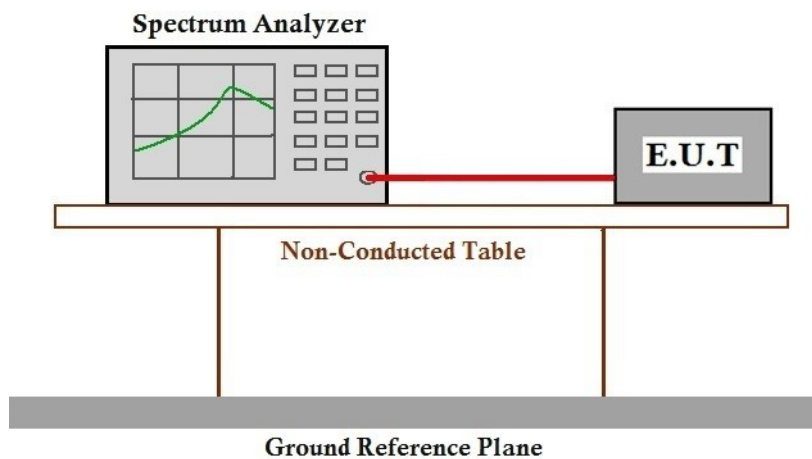 Spectrum Analyzer
E.U.T
Non-Conducted Table
Ground Reference Plane